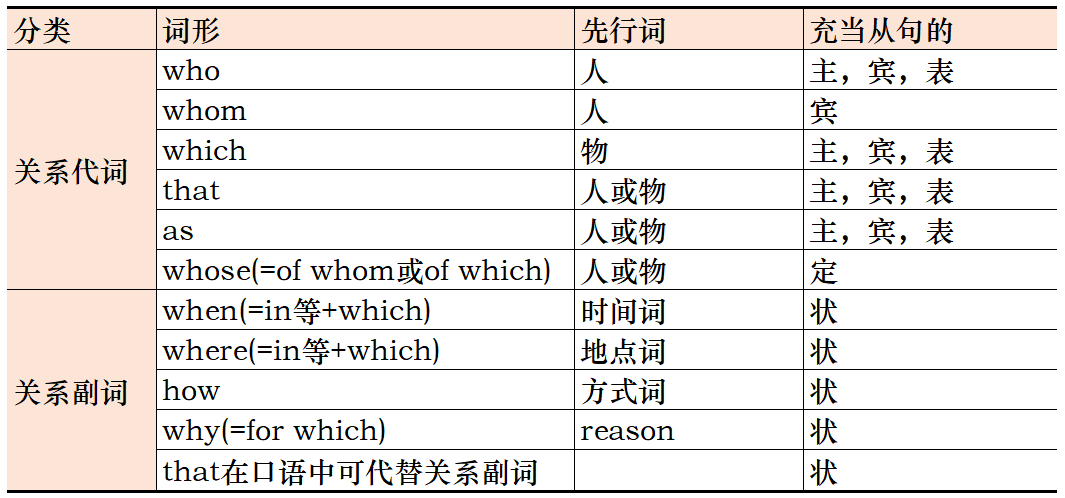 分类 词形 先行词 充当从句的
关系代词
who 人 主，宾，表
whom 人 宾
which 物 主，宾，表
that 人或物 主，宾，表
as 人或物 主，宾，表
whose(=of whom或of which) 人或物 定
关系副词
when(=in等+which) 时间词 状
where(=in等+which) 地点词 状
how 方式词 状
why(=for which) reason 状
that在口语中可代替关系副词 状